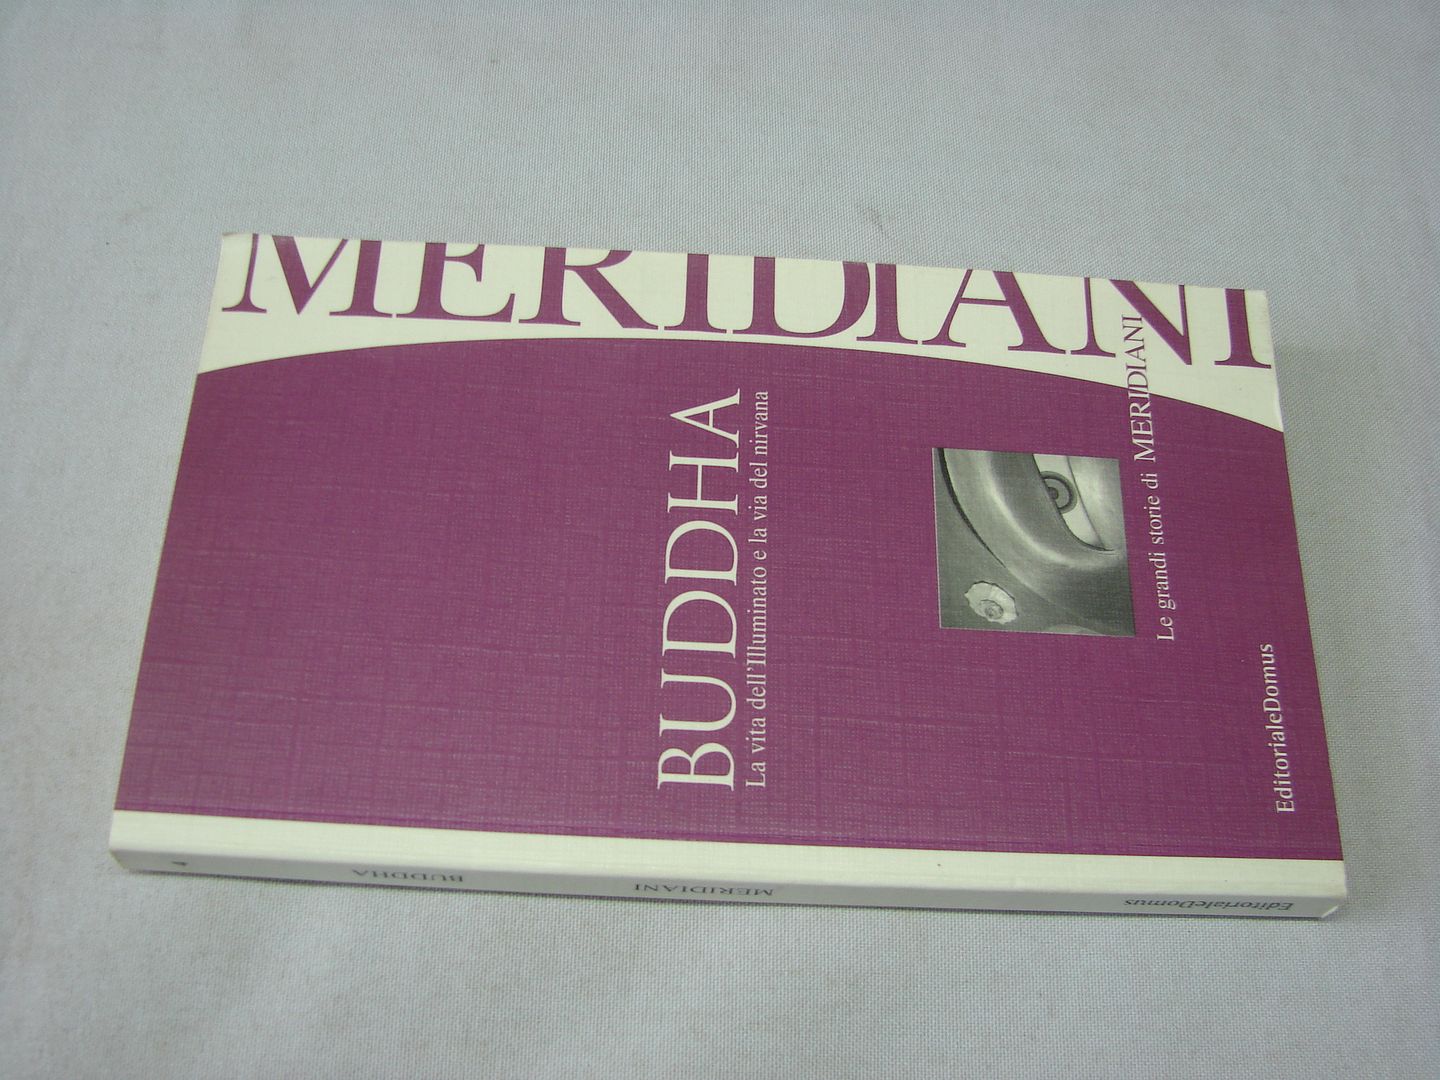 MERIDIANI
BUDDHA
La vita dell'Illuminato e la via del nirvana
Le grandi storie di MERIDIANI
EditorialeDomus
4
BUDDHA
MERIDIANI
EditorialeDomus